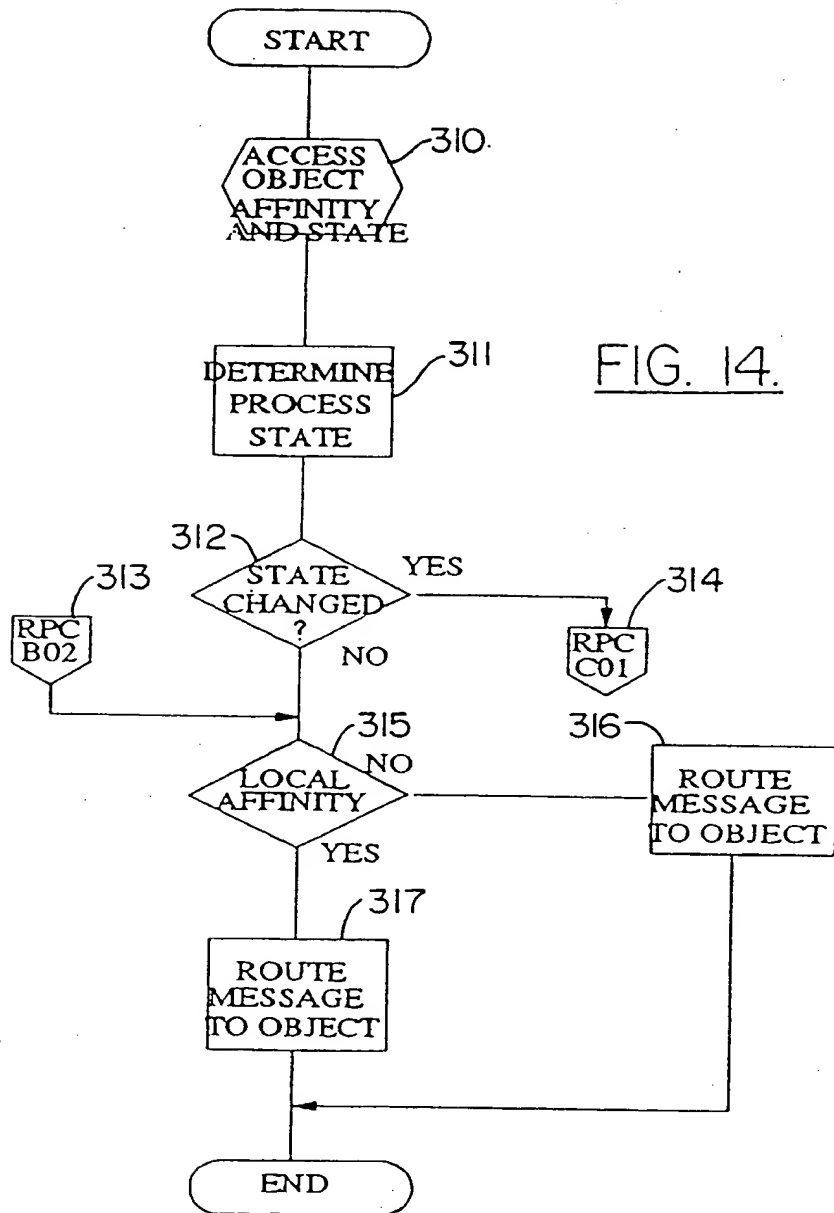 START
310
ACCESS
OBJECT
AFFINITY
AND STATE
311
DETERMINE
PROCESS
STATE
FIG. 14.
312
STATE
CHANGED
?
YES
NO
313
RPC
B02
314
RPC
C01
315
LOCAL
AFFINITY
NO
YES
316
ROUTE
MESSAGE
TO OBJECT
317
ROUTE
MESSAGE
TO OBJECT
END